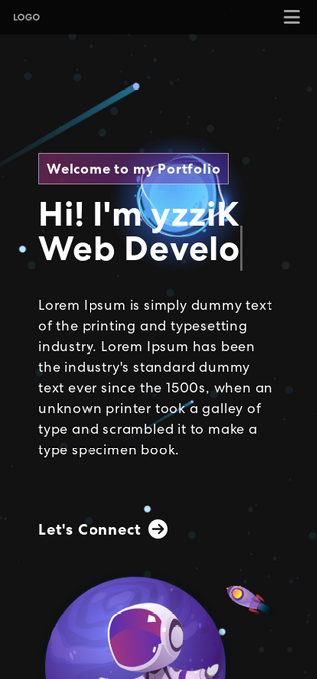 LOGO
Welcome to my Portfolio
Hi! I'm yzziK
Web Develo
Lorem Ipsum is simply dummy text
of the printing and typesetting
industry. Lorem Ipsum has been
the industry's standard dummy
text ever since the 1500s, when an
unknown printer took a galley of
type and scrambled it to make a
type specimen book.
Let's Connect